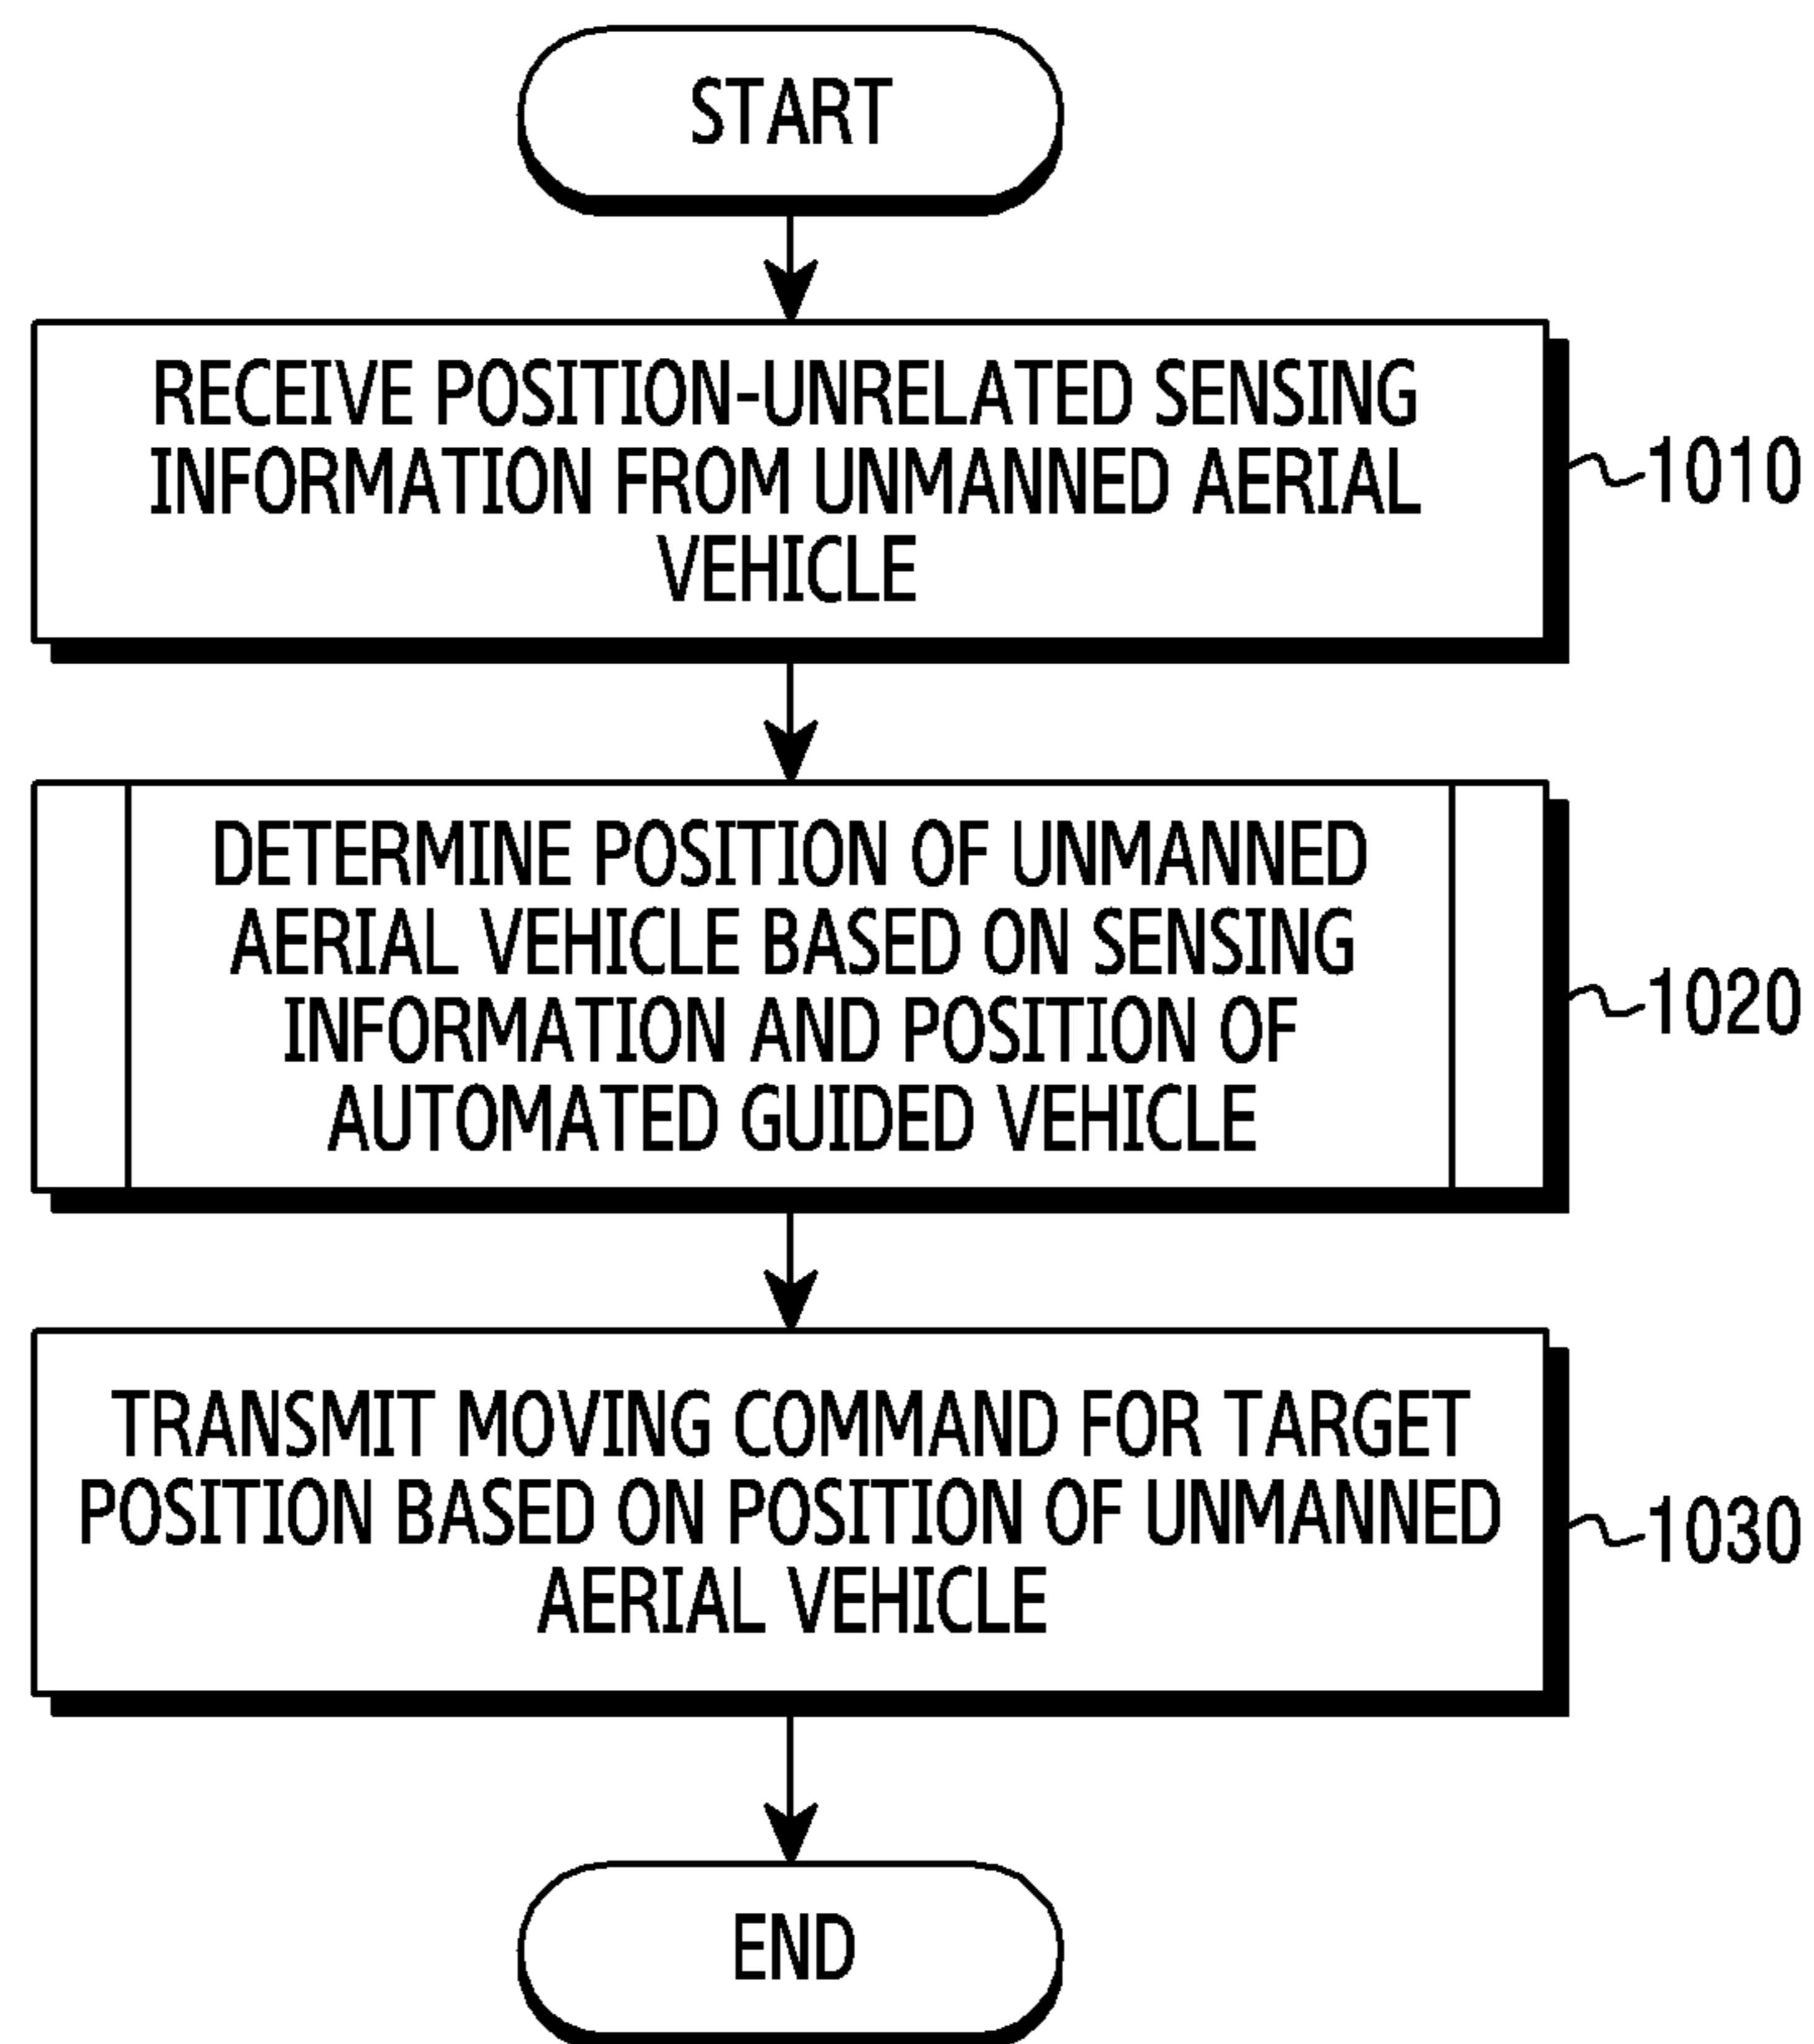 START
RECEIVE POSITION-UNRELATED SENSING
INFORMATION FROM UNMANNED AERIAL
VEHICLE
1010
DETERMINE POSITION OF UNMANNED
AERIAL VEHICLE BASED ON SENSING
INFORMATION AND POSITION OF
AUTOMATED GUIDED VEHICLE
1020
TRANSMIT MOVING COMMAND FOR TARGET
POSITION BASED ON POSITION OF UNMANNED
AERIAL VEHICLE
1030
END